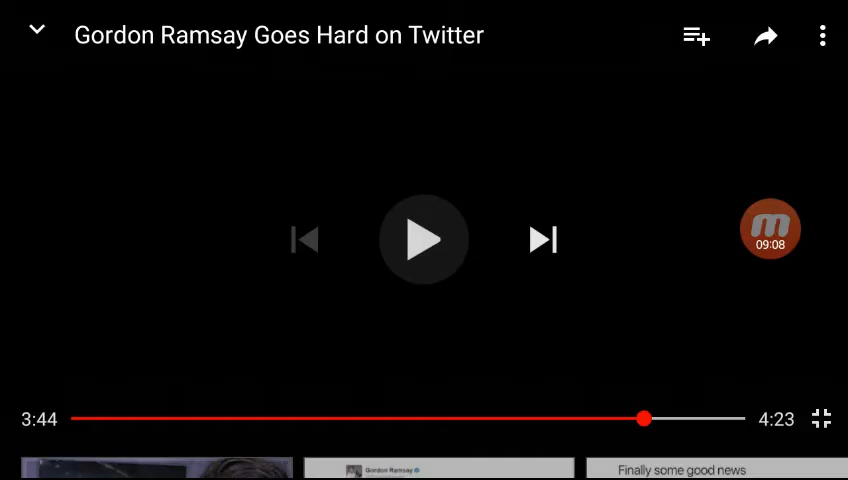 Gordon Ramsay Goes Hard on Twitter
m
09:08
3:44
4:23
Gordon Ramsay
Finally some good news